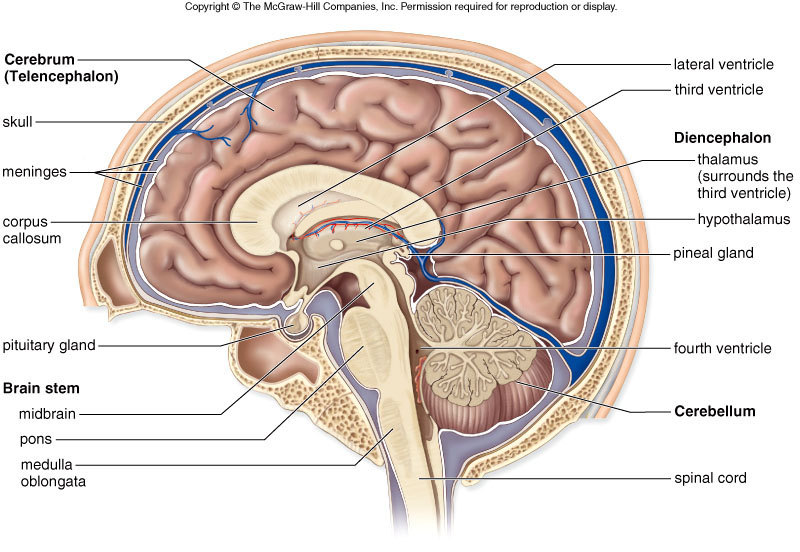 Copyright © The McGraw-Hill Companies, Inc. Permission required for reproduction or display.
Cerebrum
(Telencephalon)
skull
meninges
corpus
callosum
pituitary gland
Brain stem
midbrain
pons
medulla
oblongata
lateral ventricle
third ventricle
Diencephalon
thalamus
(surrounds the
third ventricle)
hypothalamus
pineal gland
fourth ventricle
Cerebellum
spinal cord